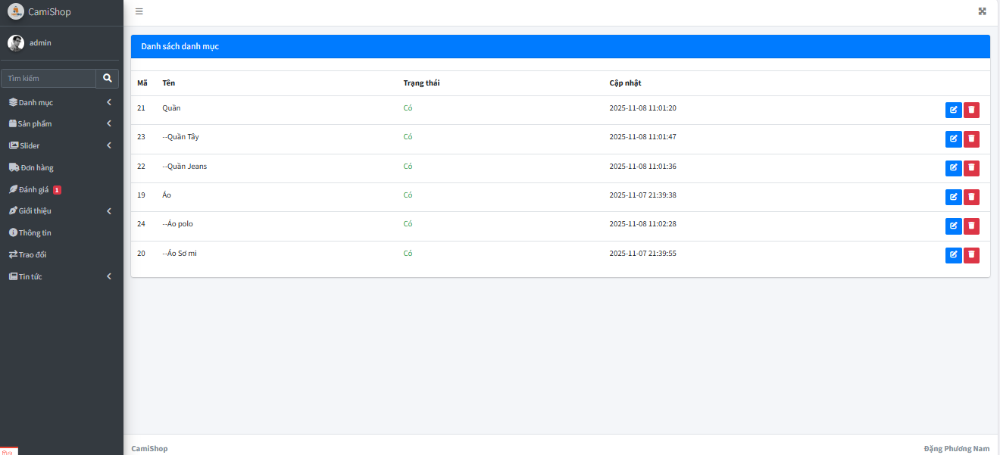 CamiShop
admin
Tìm kiếm
Danh mục
Sản phẩm
Slider
Đơn hàng
Đánh giá 1
Giới thiệu
Thông tin
Trao đổi
Tin tức
Danh sách danh mục
Mã Tên Trạng thái Cập nhật
21 Quần Có 2025-11-08 11:01:20
23 --Quần Tây Có 2025-11-08 11:01:47
22 --Quần Jeans Có 2025-11-08 11:01:36
19 Áo Có 2025-11-07 21:39:38
24 --Áo polo Có 2025-11-08 11:02:28
20 --Áo Sơ mi Có 2025-11-07 21:39:55
CamiShop Đặng Phương Nam